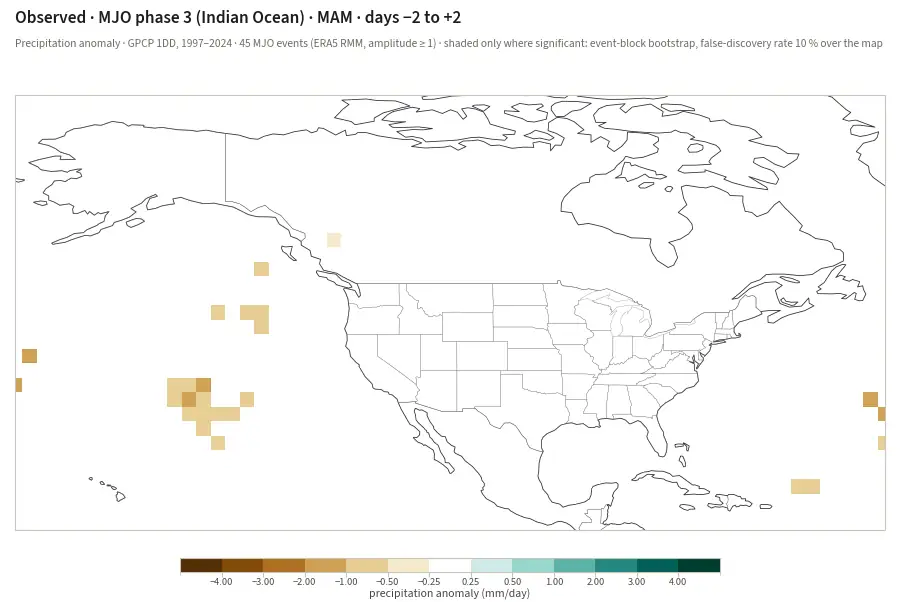 Observed · MJO phase 3 (Indian Ocean) · MAM · days −2 to +2
Precipitation anomaly · GPCP 1DD, 1997–2024 · 45 MJO events (ERA5 RMM, amplitude ≥ 1) · shaded only where significant: event-block bootstrap, false-discovery rate 10 % over the map
−4.00 −3.00 −2.00 −1.00 −0.50 −0.25 0.25 0.50 1.00 2.00 3.00 4.00
precipitation anomaly (mm/day)